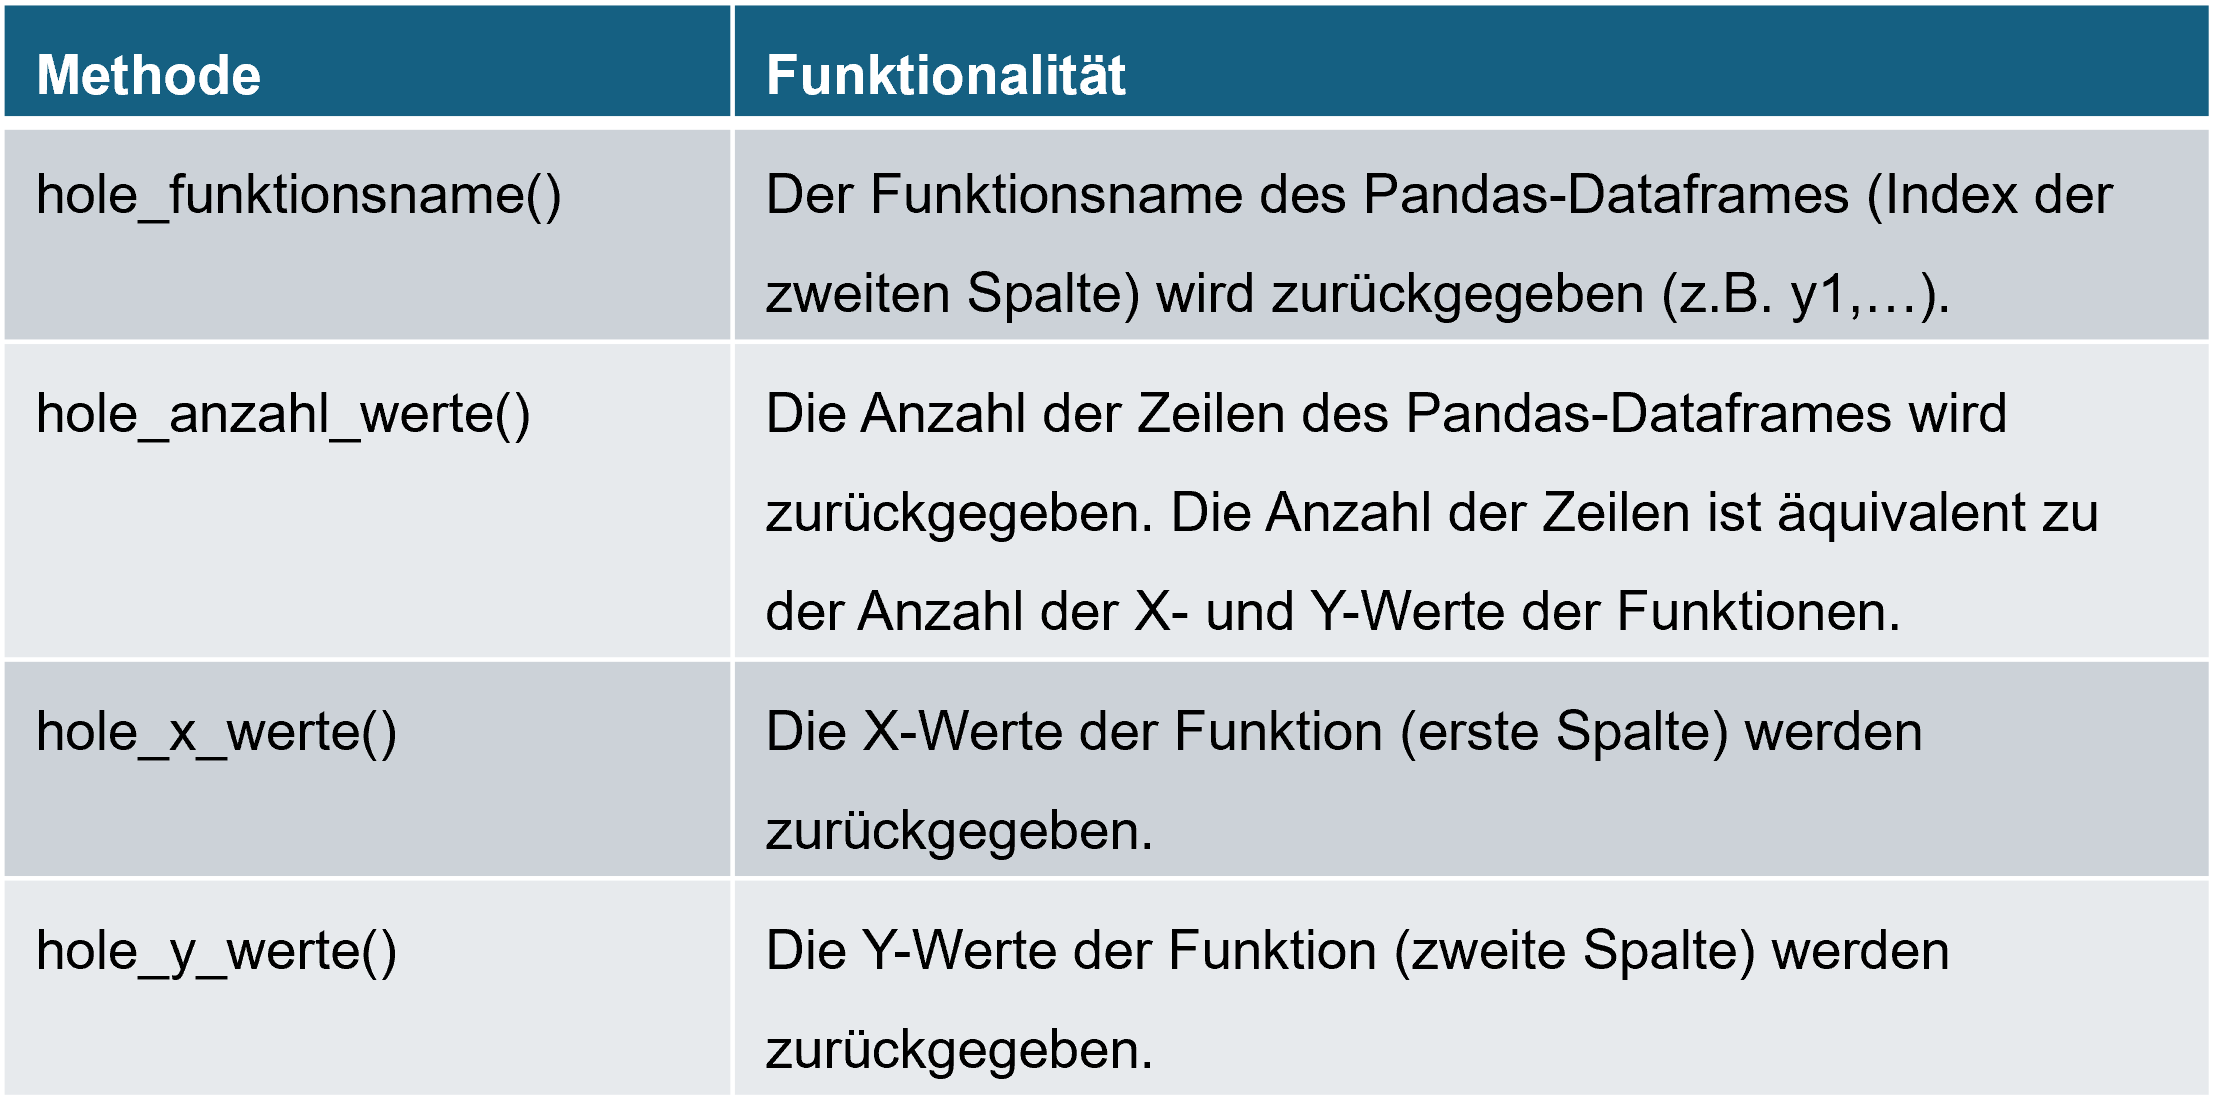 Methode
Funktionalität
hole_funktionsname()
Der Funktionsname des Pandas-Dataframes (Index der
zweiten Spalte) wird zurückgegeben (z.B. y1,…).
hole_anzahl_werte()
Die Anzahl der Zeilen des Pandas-Dataframes wird
zurückgegeben. Die Anzahl der Zeilen ist äquivalent zu
der Anzahl der X- und Y-Werte der Funktionen.
hole_x_werte()
Die X-Werte der Funktion (erste Spalte) werden
zurückgegeben.
hole_y_werte()
Die Y-Werte der Funktion (zweite Spalte) werden
zurückgegeben.